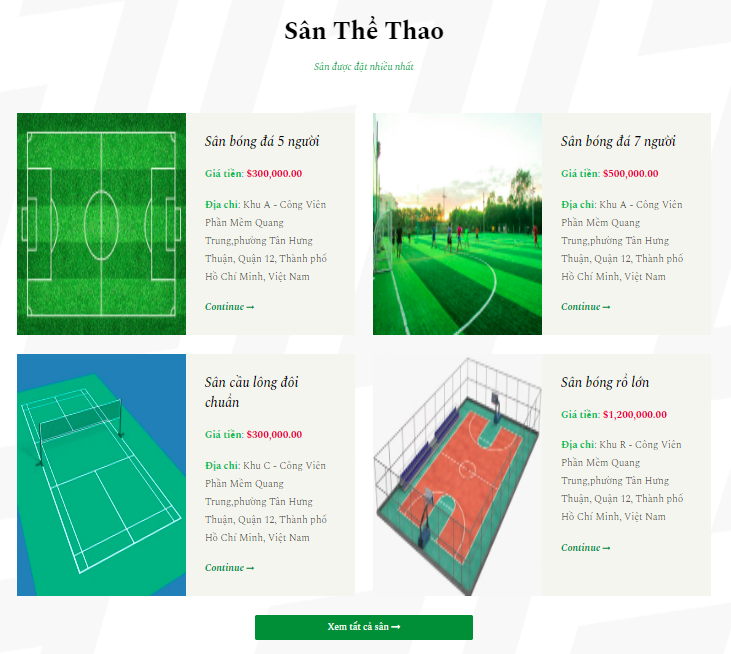 Sân Thể Thao
Sân được đặt nhiều nhất
Sân bóng đá 5 người
Giá tiền: $300,000.00
Địa chỉ: Khu A - Công Viên
Phần Mềm Quang
Trung,phường Tân Hưng
Thuận, Quận 12, Thành phố
Hồ Chí Minh, Việt Nam
Continue →
Sân bóng đá 7 người
Giá tiền: $500,000.00
Địa chỉ: Khu A - Công Viên
Phần Mềm Quang
Trung,phường Tân Hưng
Thuận, Quận 12, Thành phố
Hồ Chí Minh, Việt Nam
Continue →
Sân cầu lông đôi
chuẩn
Giá tiền: $300,000.00
Địa chỉ: Khu C - Công Viên
Phần Mềm Quang
Trung,phường Tân Hưng
Thuận, Quận 12, Thành phố
Hồ Chí Minh, Việt Nam
Continue →
Sân bóng rổ lớn
Giá tiền: $1,200,000.00
Địa chỉ: Khu R - Công Viên
Phần Mềm Quang
Trung,phường Tân Hưng
Thuận, Quận 12, Thành phố
Hồ Chí Minh, Việt Nam
Continue →
Xem tất cả sân →